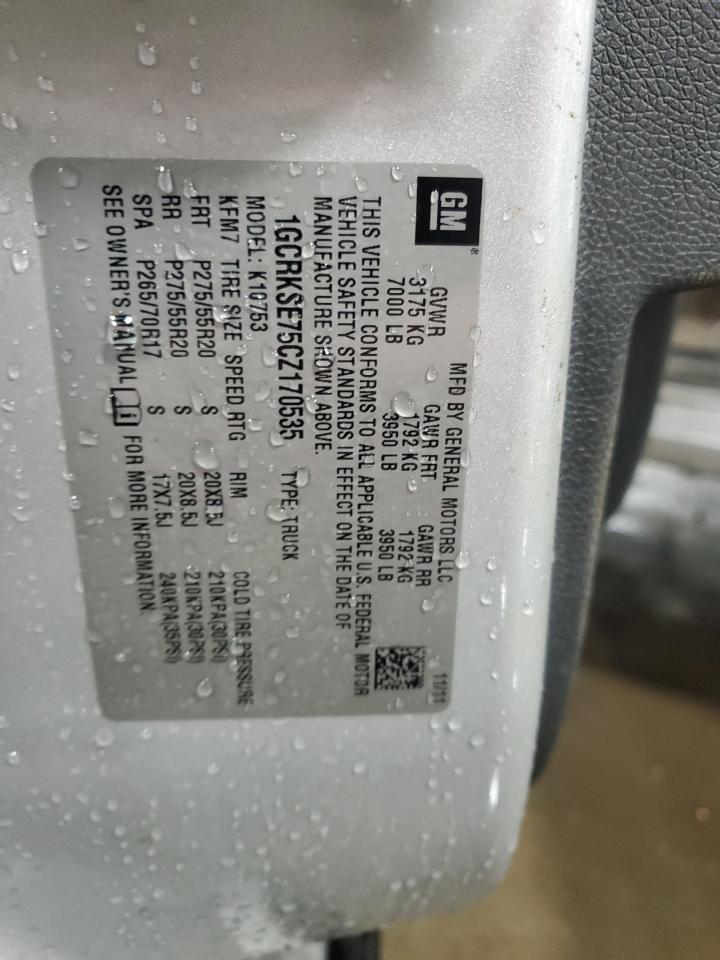 GM®
MFD BY GENERAL MOTORS LLC 11/11
GVWR GAWR FRT GAWR RR
3175 KG 1792 KG 1792 KG
7000 LB 3950 LB 3950 LB
THIS VEHICLE CONFORMS TO ALL APPLICABLE U.S. FEDERAL MOTOR
VEHICLE SAFETY STANDARDS IN EFFECT ON THE DATE OF
MANUFACTURE SHOWN ABOVE.
1GCRKSE75CZ170535 TYPE: TRUCK
MODEL: K10753
KFM7 TIRE SIZE SPEED RTG RIM COLD TIRE PRESSURE
FRT P275/55R20 S 20X8.5J 210KPA(30PSI)
RR P275/55R20 S 20X8.5J 210KPA(30PSI)
SPA P265/70R17 S 17X7.5J 240KPA(35PSI)
SEE OWNER'S MANUAL i FOR MORE INFORMATION